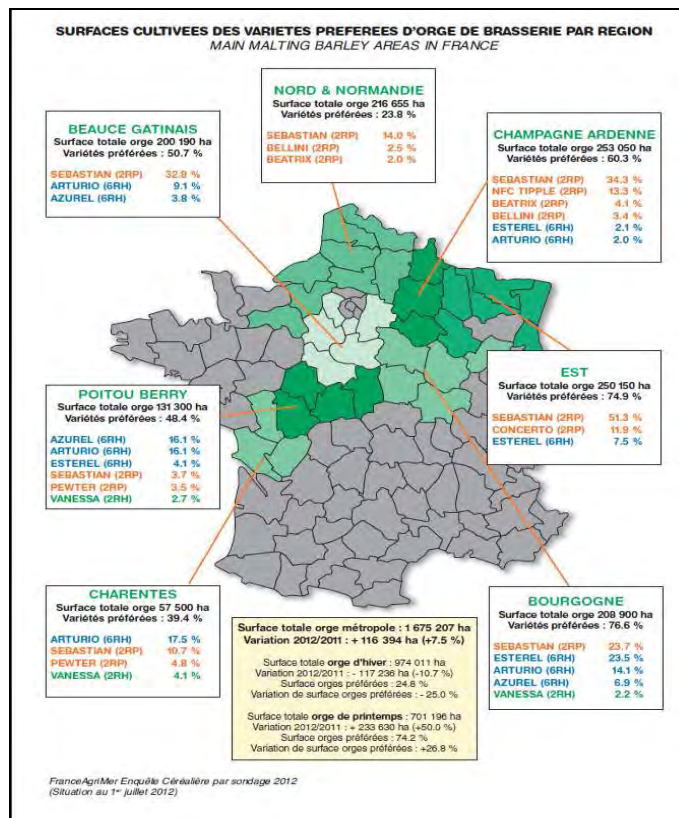 SURFACES CULTIVEES DES VARIETES PREFEREES D'ORGE DE BRASSERIE PAR REGION
MAIN MALTING BARLEY AREAS IN FRANCE
NORD & NORMANDIE
Surface totale orge 216 655 ha
Variétés préférées : 23.8 %
SEBASTIAN (2RP) 14.0 %
BELLINI (2RP) 2.5 %
BEATRIX (2RP) 2.0 %
BEAUCE GATINAIS
Surface totale orge 200 190 ha
Variétés préférées : 50.7 %
SEBASTIAN (2RP) 32.9 %
ARTURIO (6RH) 9.1 %
AZUREL (6RH) 3.8 %
CHAMPAGNE ARDENNE
Surface totale orge 253 050 ha
Variétés préférées : 60.3 %
SEBASTIAN (2RP) 34.3 %
NFC TIPPLE (2RP) 13.3 %
BEATRIX (2RP) 4.1 %
BELLINI (2RP) 3.4 %
ESTEREL (6RH) 2.1 %
ARTURIO (6RH) 2.0 %
EST
Surface totale orge 250 150 ha
Variétés préférées : 74.9 %
SEBASTIAN (2RP) 51.3 %
CONCERTO (2RP) 11.9 %
ESTEREL (6RH) 7.5 %
POITOU BERRY
Surface totale orge 131 300 ha
Variétés préférées : 48.4 %
AZUREL (6RH) 16.1 %
ARTURIO (6RH) 16.1 %
ESTEREL (6RH) 4.1 %
SEBASTIAN (2RP) 3.7 %
PEWTER (2RP) 3.5 %
VANESSA (2RH) 2.7 %
CHARENTES
Surface totale orge 57 500 ha
Variétés préférées : 39.4 %
ARTURIO (6RH) 17.5 %
SEBASTIAN (2RP) 10.7 %
PEWTER (2RP) 4.8 %
VANESSA (2RH) 4.1 %
BOURGOGNE
Surface totale orge 208 900 ha
Variétés préférées : 76.6 %
SEBASTIAN (2RP) 23.7 %
ESTEREL (6RH) 23.5 %
ARTURIO (6RH) 14.1 %
AZUREL (6RH) 6.9 %
VANESSA (2RH) 2.2 %
Surface totale orge métropole : 1 675 207 ha
Variation 2012/2011 : + 116 394 ha (+7.5 %)
Surface totale orge d'hiver : 974 011 ha
Variation 2012/2011 : - 117 236 ha (-10.7 %)
Surface orges préférées : 24.8 %
Variation de surface orges préférées : - 25.0 %
Surface totale orge de printemps : 701 196 ha
Variation 2012/2011 : + 233 630 ha (+50.0 %)
Surface orges préférées : 74.2 %
Variation de surface orges préférées : +26.8 %
FranceAgriMer Enquête Céréalière par sondage 2012
(Situation au 1er juillet 2012)